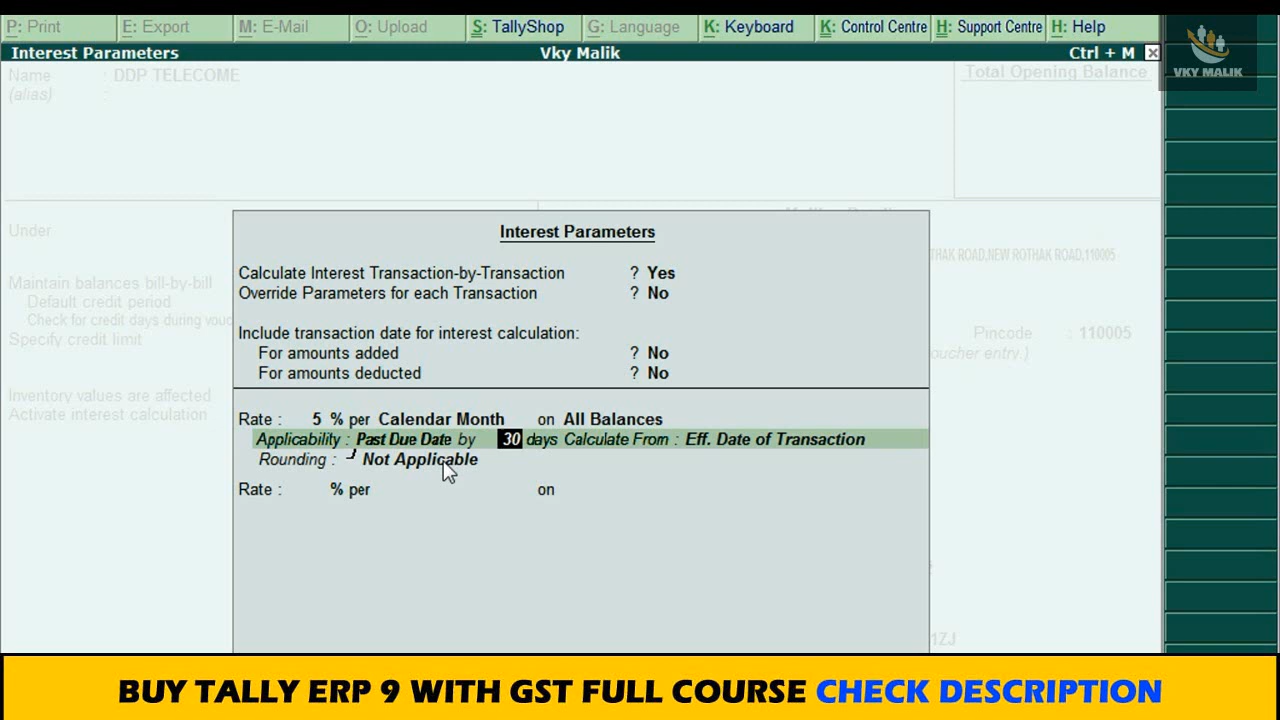 P: Print E: Export M: E-Mail O: Upload S: TallyShop G: Language K: Keyboard K: Control Centre H: Support Centre H: Help
Interest Parameters Vky Malik Ctrl + M
VKY MALIK
Name : DDP TELECOME Total Opening Balance
(alias) :
Under
Interest Parameters
THAK ROAD,NEW ROTHAK ROAD,110005
Calculate Interest Transaction-by-Transaction ? Yes
Maintain balances bill-by-bill
Override Parameters for each Transaction ? No
Default credit period
Check for credit days during vouc
Include transaction date for interest calculation:
Pincode : 110005
Specify credit limit
For amounts added ? No
oucher entry.)
For amounts deducted ? No
Inventory values are affected
Activate interest calculation
Rate : 5 % per Calendar Month on All Balances
Applicability : Past Due Date by 30 days Calculate From : Eff. Date of Transaction
Rounding : Not Applicable
Rate : % per on
1ZJ
BUY TALLY ERP 9 WITH GST FULL COURSE CHECK DESCRIPTION